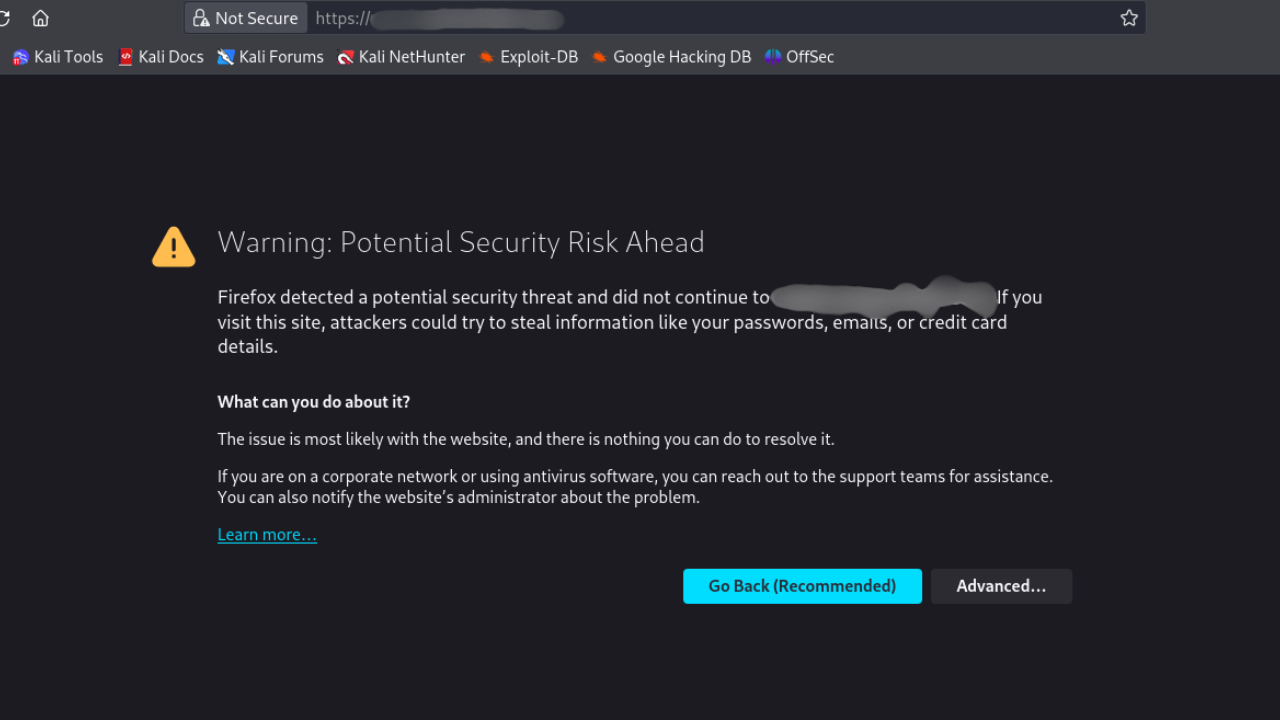 Not Secure https://
Kali Tools Kali Docs Kali Forums Kali NetHunter Exploit-DB Google Hacking DB OffSec
Warning: Potential Security Risk Ahead
Firefox detected a potential security threat and did not continue to If you
visit this site, attackers could try to steal information like your passwords, emails, or credit card
details.
What can you do about it?
The issue is most likely with the website, and there is nothing you can do to resolve it.
If you are on a corporate network or using antivirus software, you can reach out to the support teams for assistance.
You can also notify the website’s administrator about the problem.
Learn more…
Go Back (Recommended) Advanced…